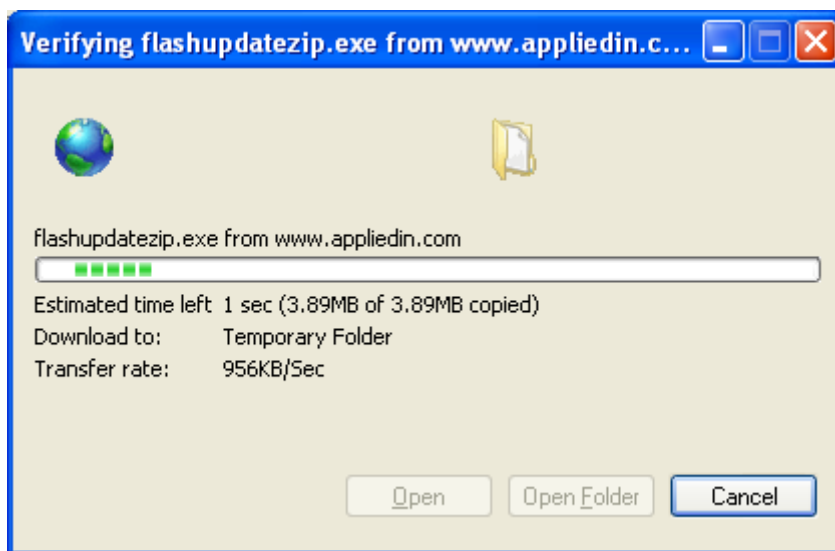 Verifying flashupdatezip.exe from www.appliedin.c...
flashupdatezip.exe from www.appliedin.com
Estimated time left 1 sec (3.89MB of 3.89MB copied)
Download to: Temporary Folder
Transfer rate: 956KB/Sec
Open Open Folder Cancel